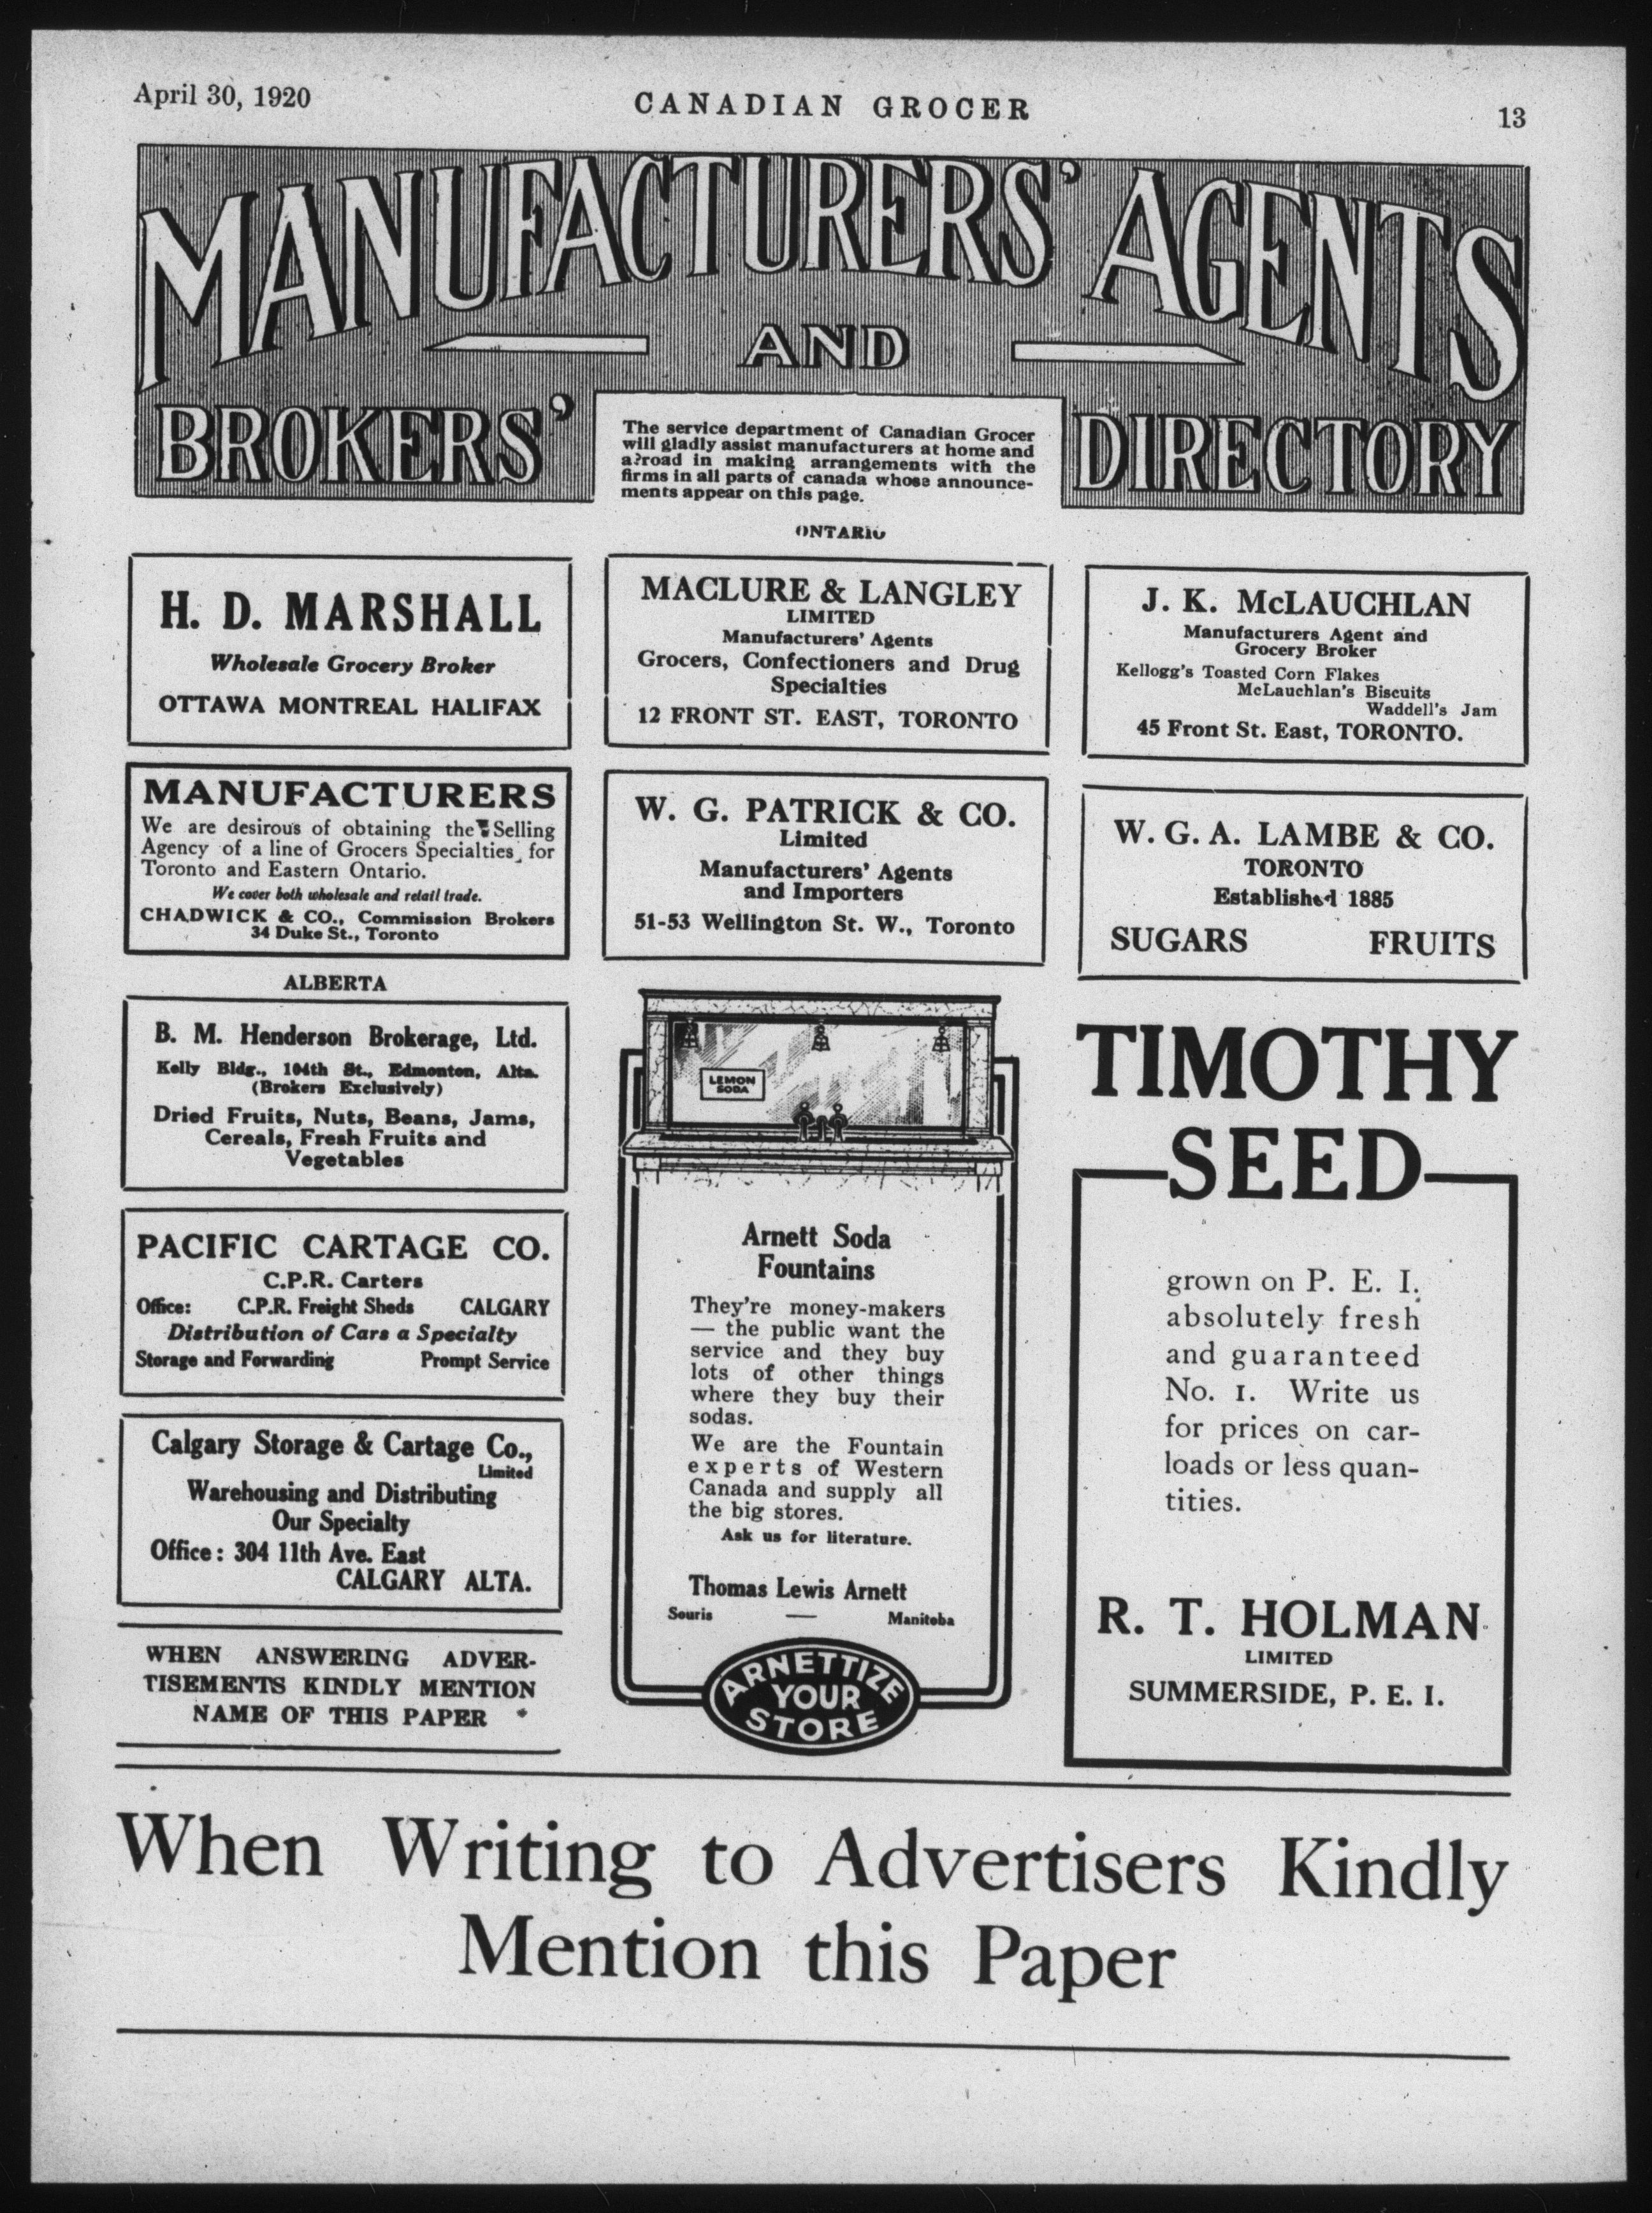 April 30, 1920
CANADIAN GROCER
13
MANUFACTURERS' AGENTS
AND
BROKERS' DIRECTORY
The service department of Canadian Grocer
will gladly assist manufacturers at home and
a?road in making arrangements with the
firms in all parts of canada whose announce-
ments appear on this page.
ONTARIO
H. D. MARSHALL
Wholesale Grocery Broker
OTTAWA MONTREAL HALIFAX
MACLURE & LANGLEY
LIMITED
Manufacturers' Agents
Grocers, Confectioners and Drug
Specialties
12 FRONT ST. EAST, TORONTO
J. K. McLAUCHLAN
Manufacturers Agent and
Grocery Broker
Kellogg's Toasted Corn Flakes
McLauchlan's Biscuits
Waddell's Jam
45 Front St. East, TORONTO.
MANUFACTURERS
We are desirous of obtaining the Selling
Agency of a line of Grocers Specialties for
Toronto and Eastern Ontario.
We cover both wholesale and retail trade.
CHADWICK & CO., Commission Brokers
34 Duke St., Toronto
W. G. PATRICK & CO.
Limited
Manufacturers' Agents
and Importers
51-53 Wellington St. W., Toronto
W. G. A. LAMBE & CO.
TORONTO
Established 1885
SUGARS FRUITS
ALBERTA
B. M. Henderson Brokerage, Ltd.
Kelly Bldg., 104th St., Edmonton, Alta.
(Brokers Exclusively)
Dried Fruits, Nuts, Beans, Jams,
Cereals, Fresh Fruits and
Vegetables
PACIFIC CARTAGE CO.
C.P.R. Carters
Office: C.P.R. Freight Sheds CALGARY
Distribution of Cars a Specialty
Storage and Forwarding Prompt Service
Calgary Storage & Cartage Co.,
Limited
Warehousing and Distributing
Our Specialty
Office: 304 11th Ave. East
CALGARY ALTA.
WHEN ANSWERING ADVER-
TISEMENTS KINDLY MENTION
NAME OF THIS PAPER
LEMON
SODA
Arnett Soda
Fountains
They're money-makers
— the public want the
service and they buy
lots of other things
where they buy their
sodas.
We are the Fountain
experts of Western
Canada and supply all
the big stores.
Ask us for literature.
Thomas Lewis Arnett
Souris — Manitoba
ARNETTIZE
YOUR
STORE
TIMOTHY
SEED
grown on P. E. I.
absolutely fresh
and guaranteed
No. 1. Write us
for prices on car-
loads or less quan-
tities.
R. T. HOLMAN
LIMITED
SUMMERSIDE, P. E. I.
When Writing to Advertisers Kindly
Mention this Paper